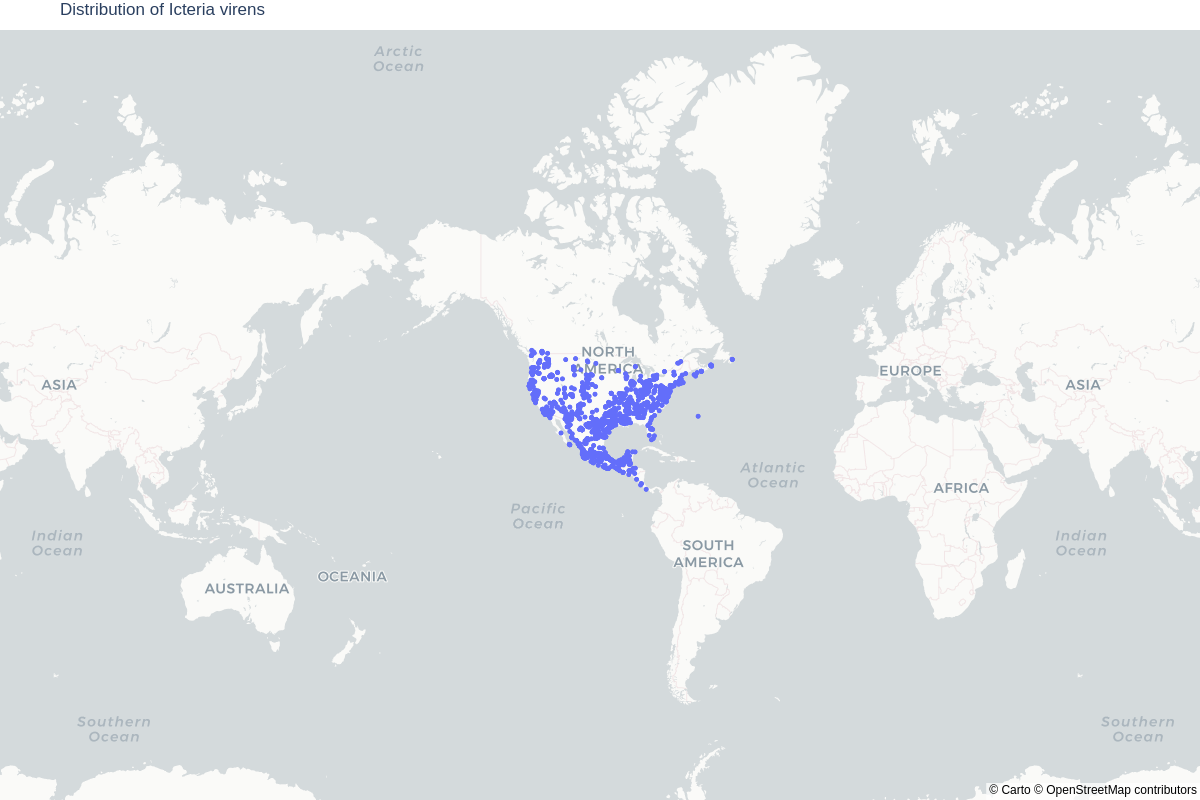 Distribution of Icteria virens
Arctic
Ocean
NORTH
AMERICA
ASIA
EUROPE
ASIA
Atlantic
Ocean
AFRICA
Pacific
Ocean
Indian
Ocean
Indian
Ocean
SOUTH
AMERICA
OCEANIA
AUSTRALIA
Southern
Ocean
Southern
Ocean
© Carto © OpenStreetMap contributors